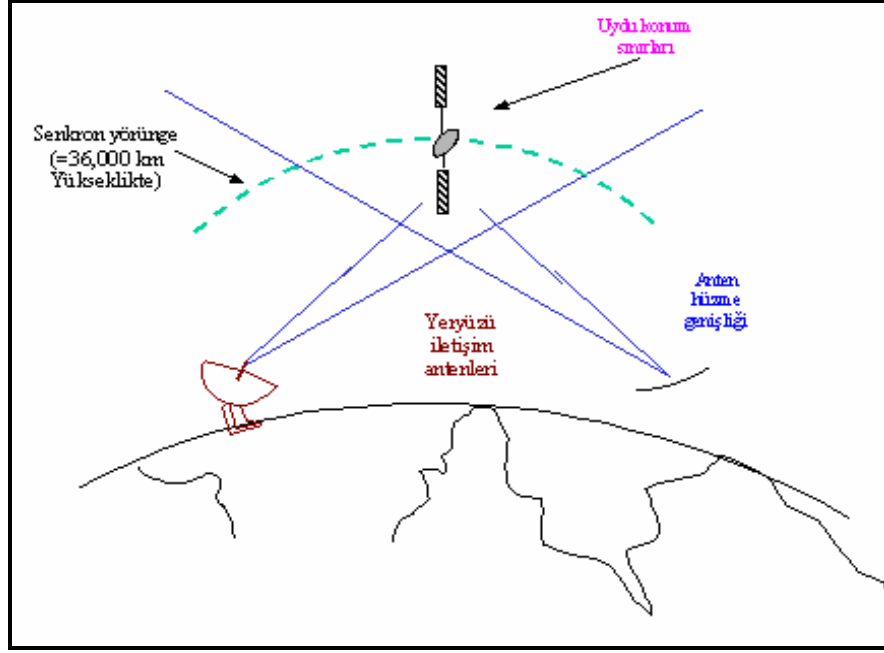 Uydu konum
sınırları
Senkron yörünge
(=36,000 km
Yükseklikte)
Anten
hüzme
genişliği
Yeryüzü
iletişim
antenleri